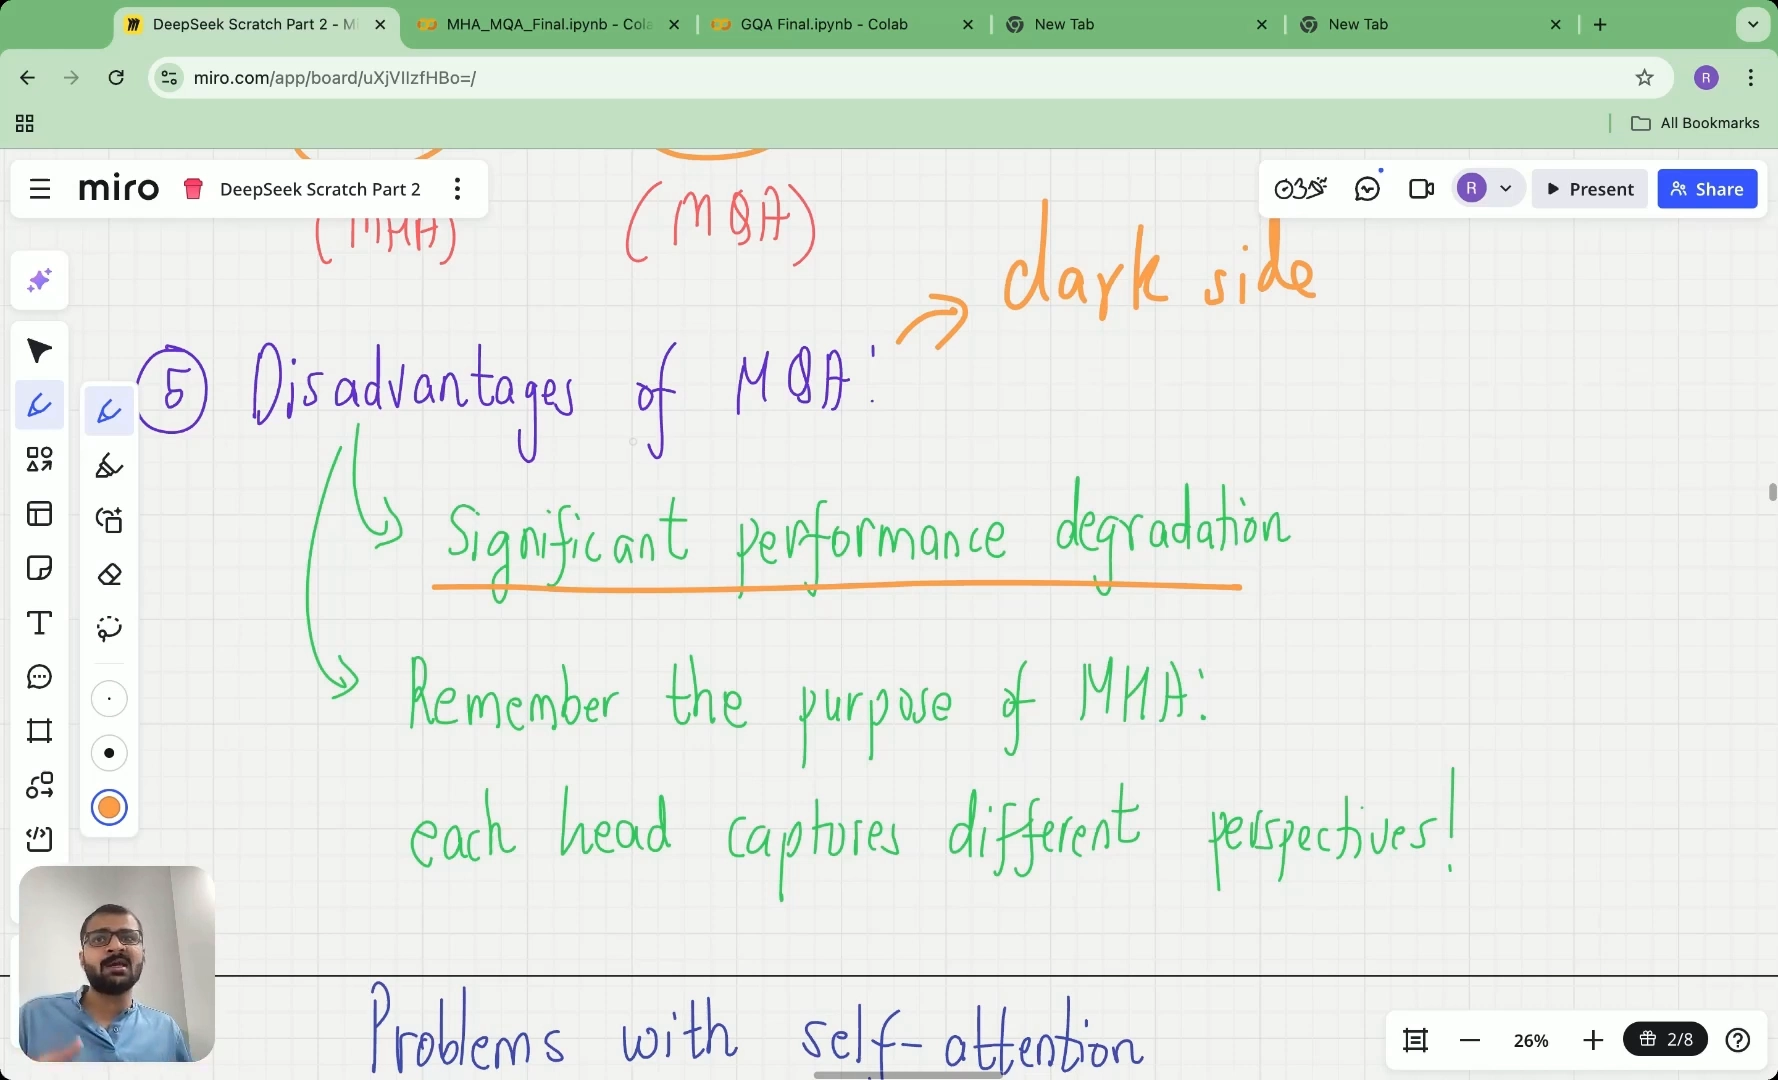 DeepSeek Scratch Part 2 - Mi
MHA_MQA_Final.ipynb - Cola
GQA Final.ipynb - Colab
New Tab
New Tab
miro.com/app/board/uXjVIIzfHBo=/
R
All Bookmarks
miro
DeepSeek Scratch Part 2
R
Present
Share
(MHA)
(MQA)
dark side
5 Disadvantages of MQA:
Significant performance degradation
Remember the purpose of MHA:
each head captures different perspectives!
Problems with self-attention
26%
2/8